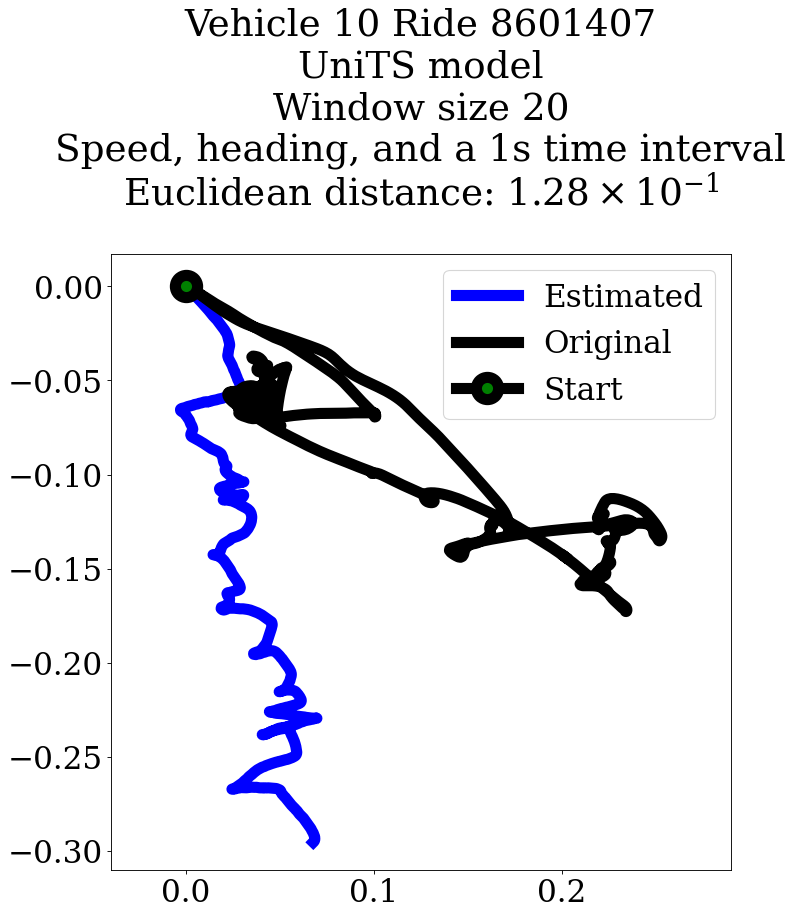 Vehicle 10 Ride 8601407
UniTS model
Window size 20
Speed, heading, and a 1s time interval
Euclidean distance: 1.28 × 10⁻¹
Estimated
Original
Start
0.00
−0.05
−0.10
−0.15
−0.20
−0.25
−0.30
0.0 0.1 0.2